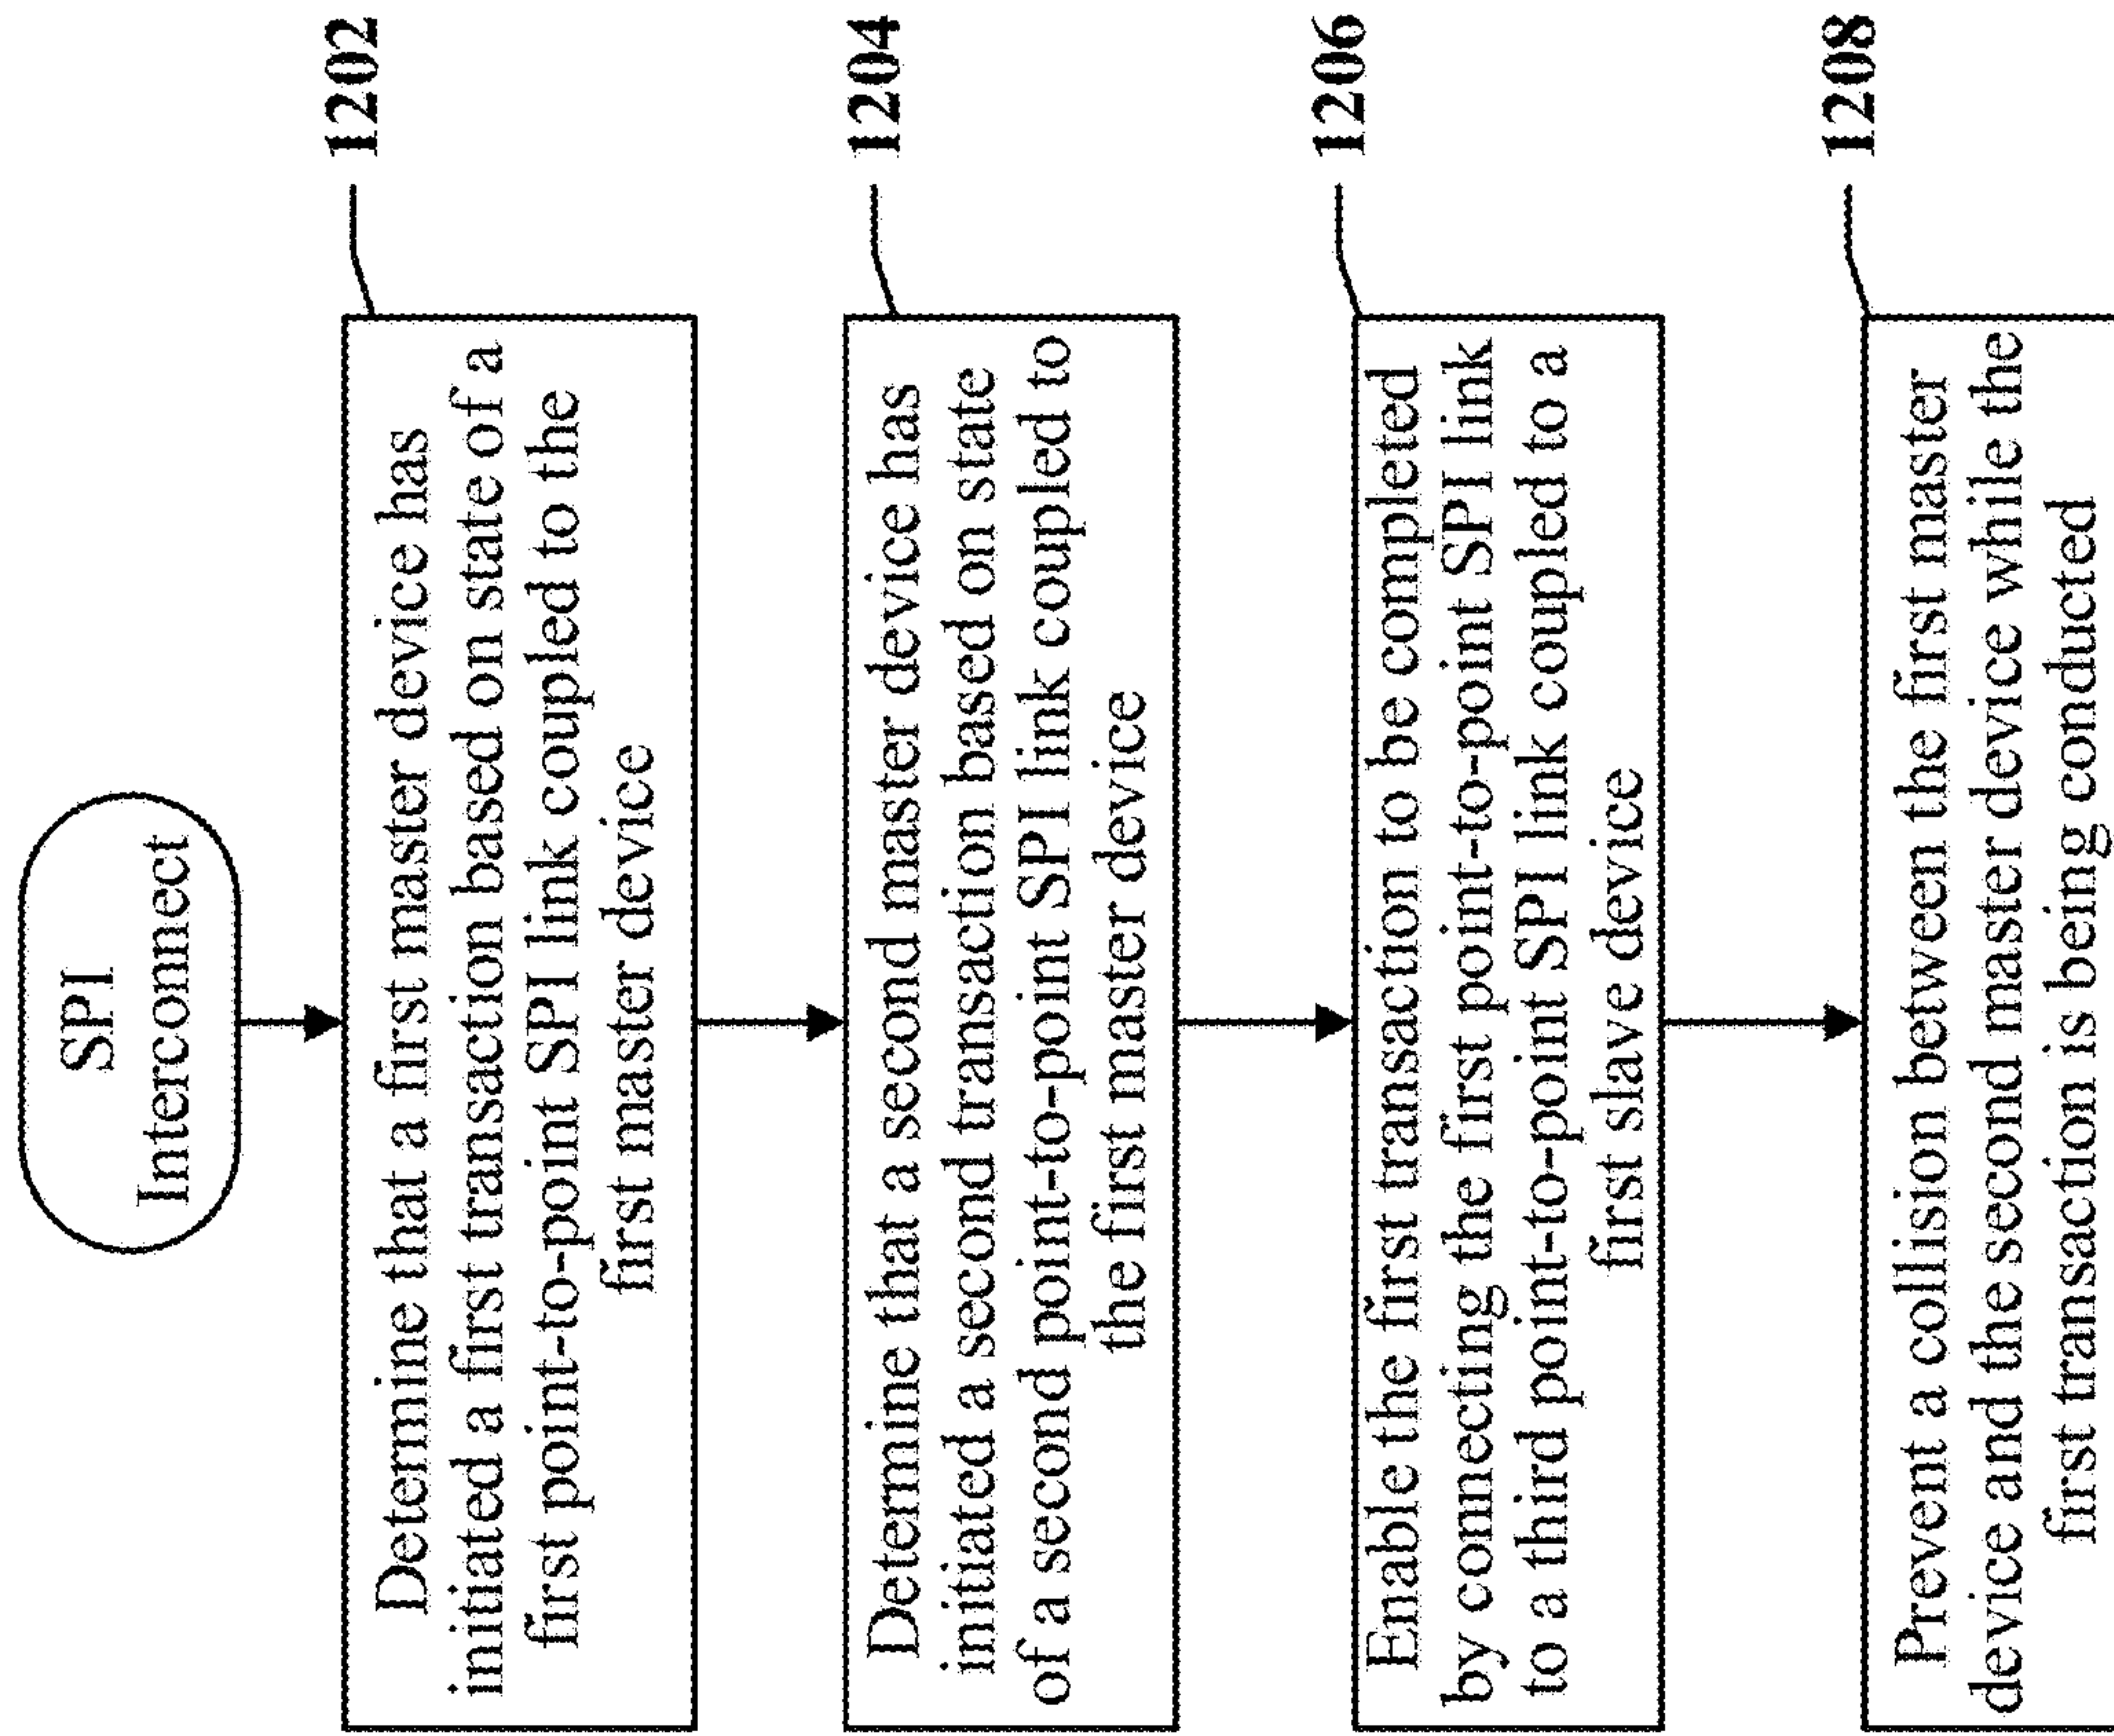 SPI
Interconnect
1202
Determine that a first master device has
initiated a first transaction based on state of a
first point-to-point SPI link coupled to the
first master device
1204
Determine that a second master device has
initiated a second transaction based on state
of a second point-to-point SPI link coupled to
the first master device
1206
Enable the first transaction to be completed
by connecting the first point-to-point SPI link
to a third point-to-point SPI link coupled to a
first slave device
1208
Prevent a collision between the first master
device and the second master device while the
first transaction is being conducted